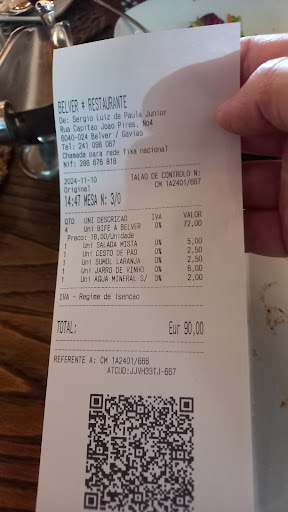 BELVER # RESTAURANTE
De: Sergio Luiz de Paula Junior
Rua Capitao Joao Pires, No4
6040-024 Belver / Gaviao
Tel: 241 096 067
Chamada para rede fixa nacional
Nif: 286 676 818
2024-11-10 TALAO DE CONTROLO N:
Original CM 1A2401/667
14:47 MESA N: 3/0
QTD UNI DESCRICAO IVA VALOR
4 Uni BIFE A BELVER 0% 72,00
Preco: 18,00/Unidade
1 Uni SALADA MISTA 0% 5,00
1 Uni CESTO DE PAO 0% 2,50
1 Uni SUMOL LARANJA 0% 2,50
1 Uni JARRO DE VINHO 0% 6,00
1 Uni AGUA MINERAL S/ 0% 2,00
IVA - Regime de Isencao
TOTAL: Eur 90,00
REFERENTE A: CM 1A2401/666
ATCUD:JJVH33TJ-667